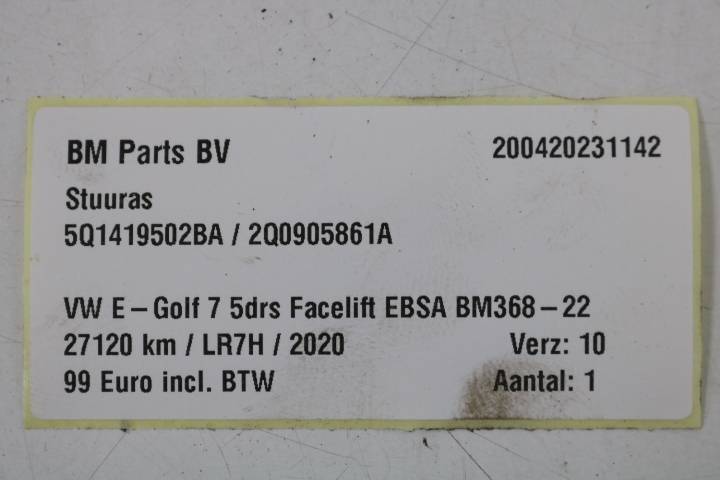 BM Parts BV 200420231142
Stuuras
5Q1419502BA / 2Q0905861A
VW E-Golf 7 5drs Facelift EBSA BM368-22
27120 km / LR7H / 2020 Verz: 10
99 Euro incl. BTW Aantal: 1